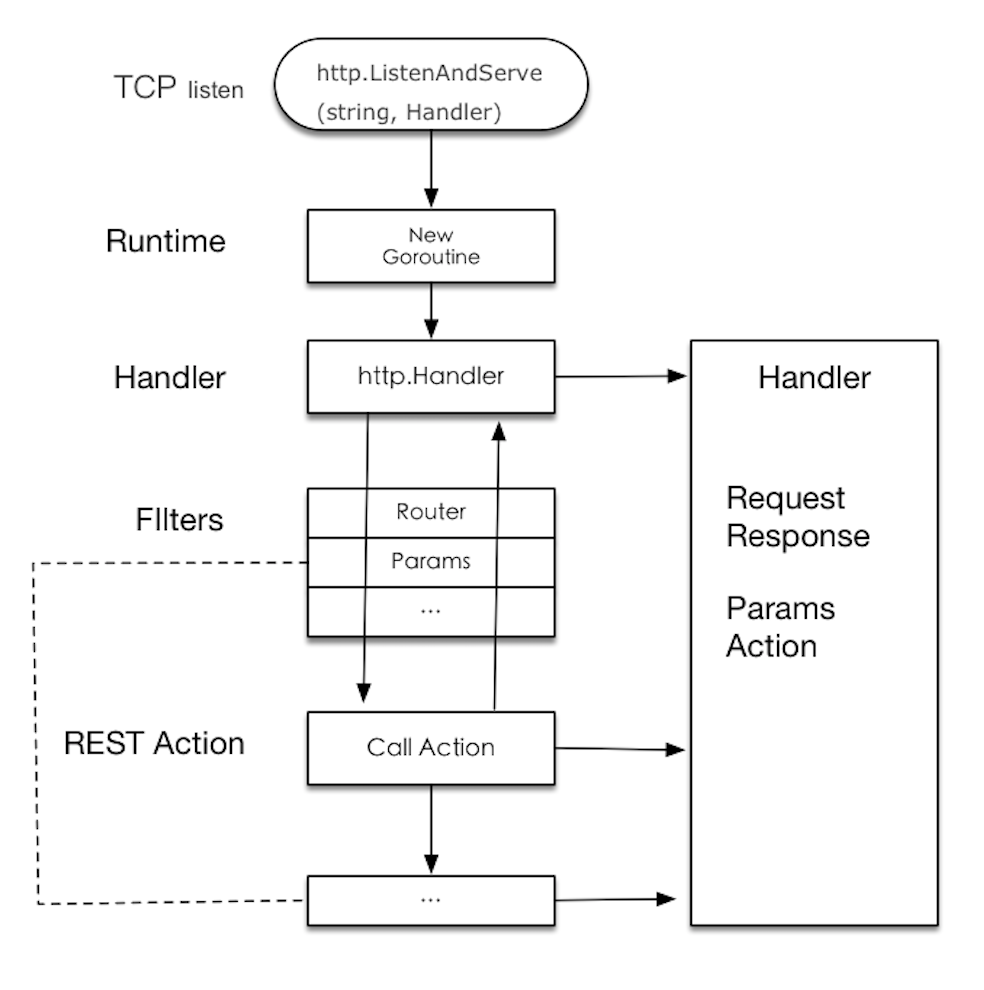 TCP listen
http.ListenAndServe
(string, Handler)
Runtime
New
Goroutine
Handler
http.Handler
Handler
FIlters
Router
Params
...
Request
Response
Params
Action
REST Action
Call Action
...